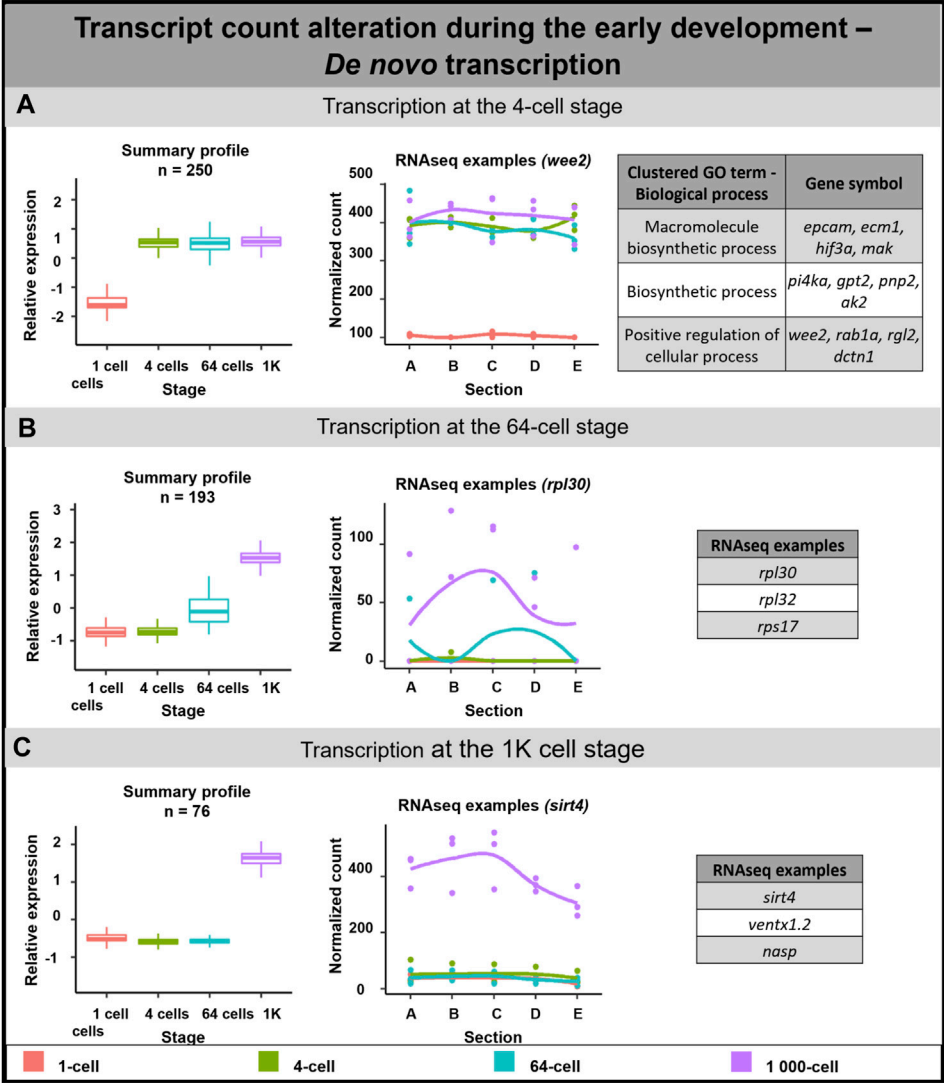 Transcript count alteration during the early development –
De novo transcription
A
Transcription at the 4-cell stage
Summary profile
n = 250
Relative expression
2
1
0
-1
-2
1 cell 4 cells 64 cells 1K
cells
Stage
RNAseq examples (wee2)
Normalized count
500
400
300
200
100
A B C D E
Section
Clustered GO term -
Biological process
Gene symbol
Macromolecule
biosynthetic process
epcam, ecm1,
hif3a, mak
Biosynthetic process
pi4ka, gpt2, pnp2,
ak2
Positive regulation of
cellular process
wee2, rab1a, rgl2,
dctn1
B
Transcription at the 64-cell stage
Summary profile
n = 193
Relative expression
3
2
1
0
-1
1 cell 4 cells 64 cells 1K
cells
Stage
RNAseq examples (rpl30)
Normalized count
100
50
0
A B C D E
Section
RNAseq examples
rpl30
rpl32
rps17
C
Transcription at the 1K cell stage
Summary profile
n = 76
Relative expression
2
1
0
-1
1 cell 4 cells 64 cells 1K
cells
Stage
RNAseq examples (sirt4)
Normalized count
400
200
0
A B C D E
Section
RNAseq examples
sirt4
ventx1.2
nasp
1-cell 4-cell 64-cell 1 000-cell